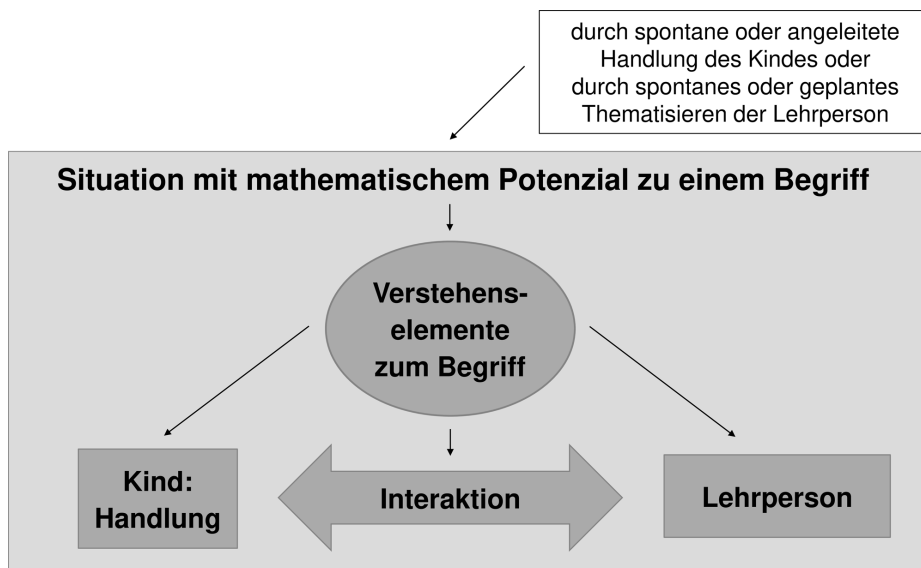 durch spontane oder angeleitete
Handlung des Kindes oder
durch spontanes oder geplantes
Thematisieren der Lehrperson
Situation mit mathematischem Potenzial zu einem Begriff
Verstehens-
elemente
zum Begriff
Kind:
Handlung
Interaktion
Lehrperson